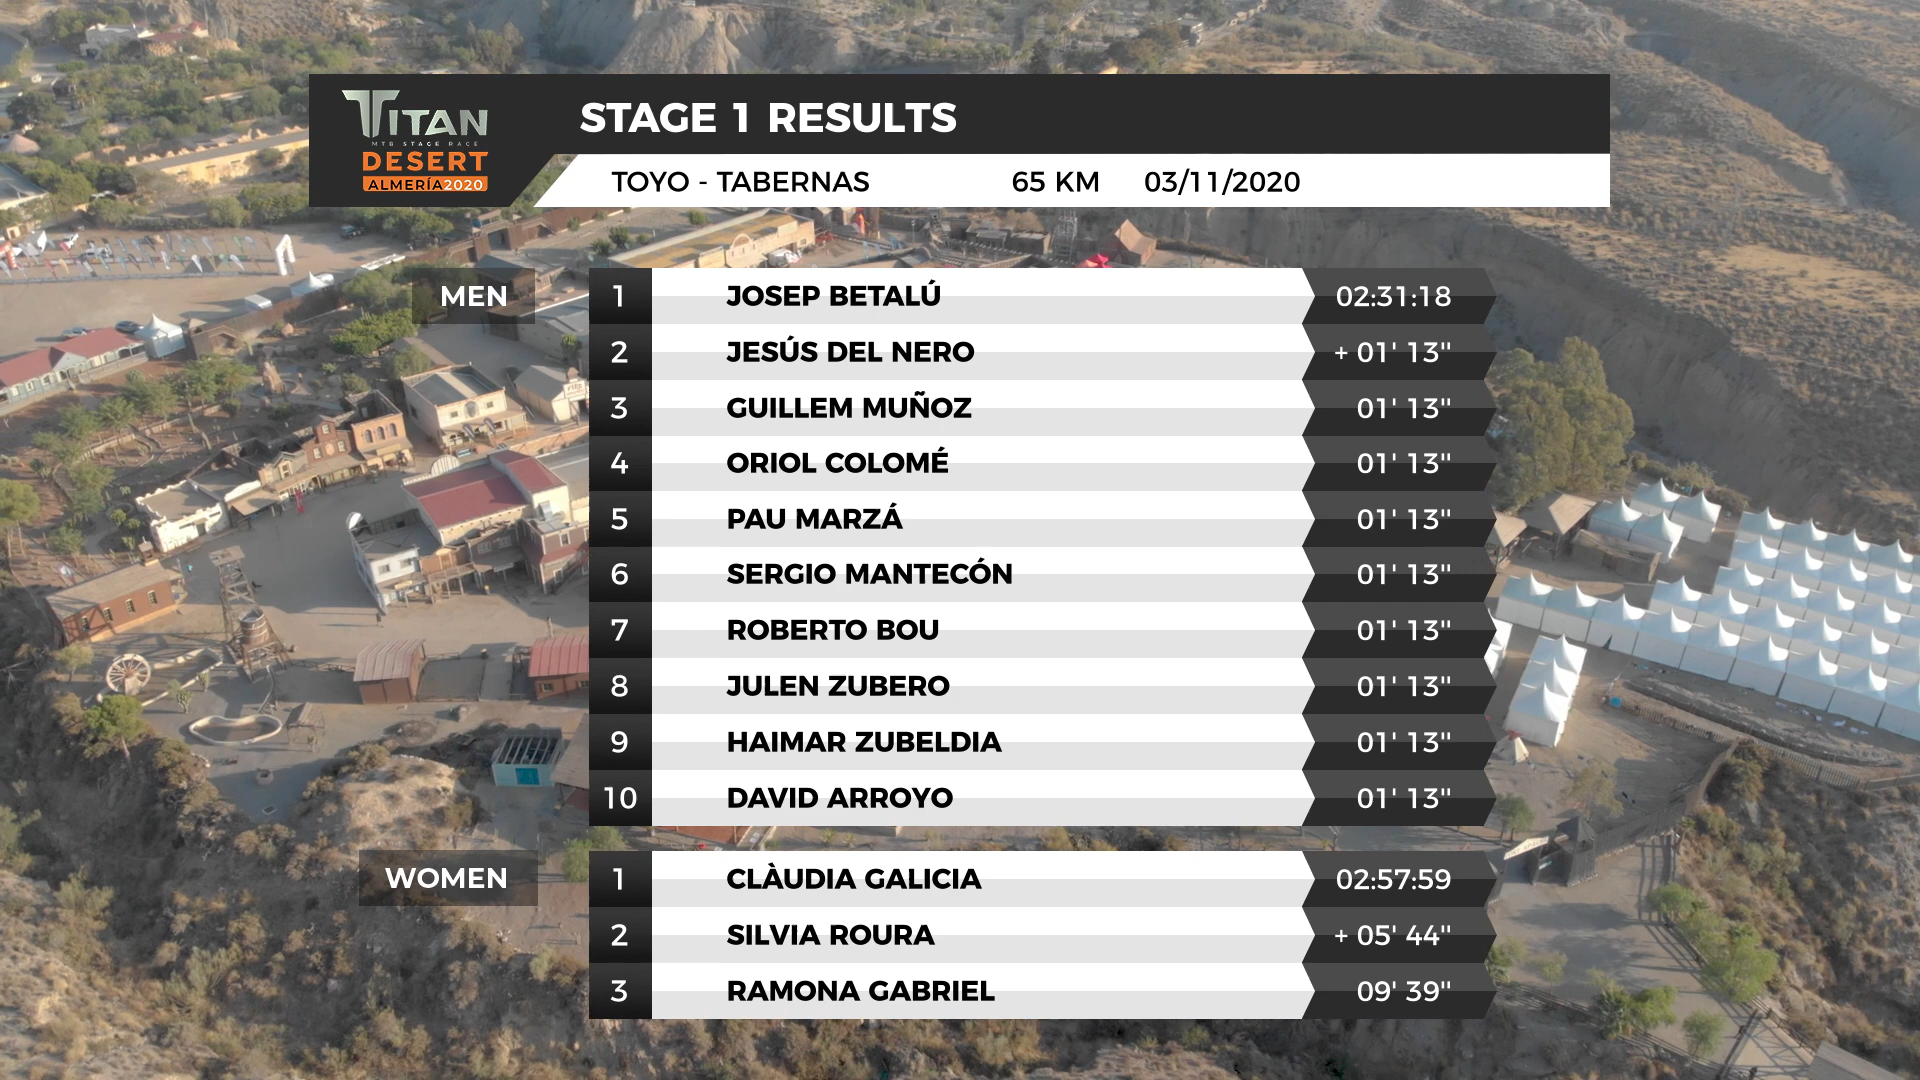 TITAN
MTB STAGE RACE
DESERT
ALMERÍA2020
STAGE 1 RESULTS
TOYO - TABERNAS 65 KM 03/11/2020
MEN
1 JOSEP BETALÚ 02:31:18
2 JESÚS DEL NERO + 01' 13"
3 GUILLEM MUÑOZ 01' 13"
4 ORIOL COLOMÉ 01' 13"
5 PAU MARZÁ 01' 13"
6 SERGIO MANTECÓN 01' 13"
7 ROBERTO BOU 01' 13"
8 JULEN ZUBERO 01' 13"
9 HAIMAR ZUBELDIA 01' 13"
10 DAVID ARROYO 01' 13"
WOMEN
1 CLÀUDIA GALICIA 02:57:59
2 SILVIA ROURA + 05' 44"
3 RAMONA GABRIEL 09' 39"